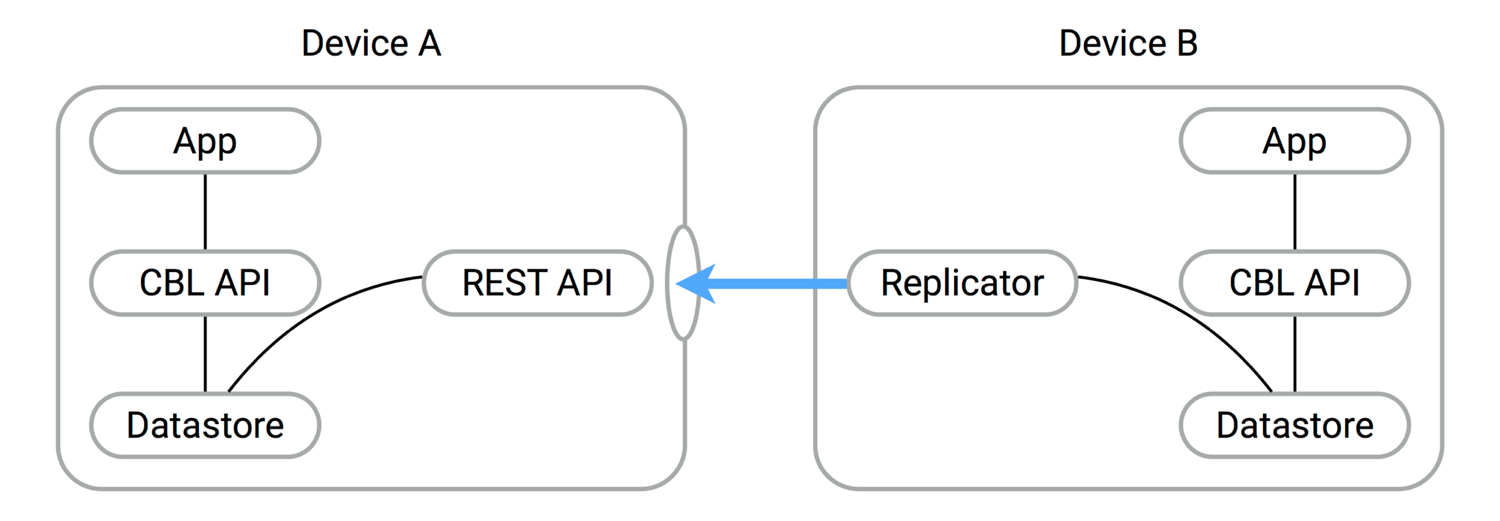 Device A
App
CBL API
REST API
Datastore
Device B
App
Replicator
CBL API
Datastore